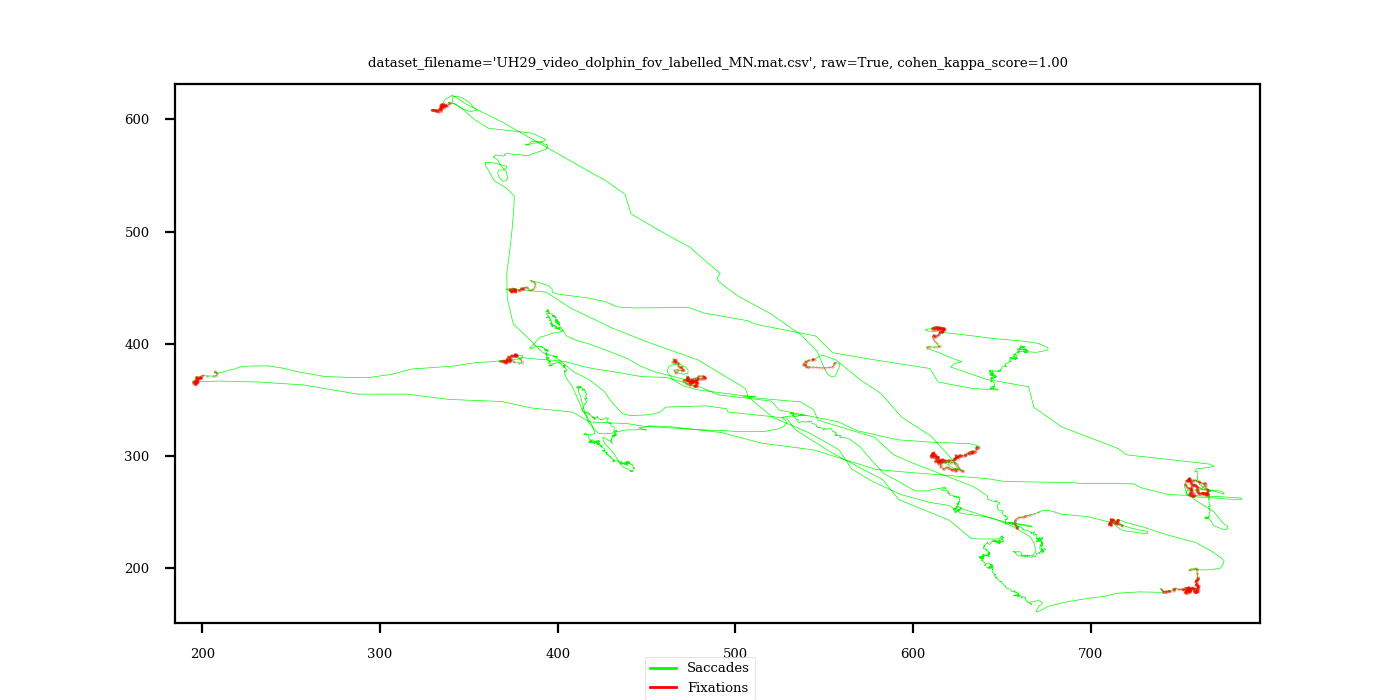 dataset_filename='UH29_video_dolphin_fov_labelled_MN.mat.csv', raw=True, cohen_kappa_score=1.00
600
500
400
300
200
200 300 400 500 600 700
Saccades
Fixations